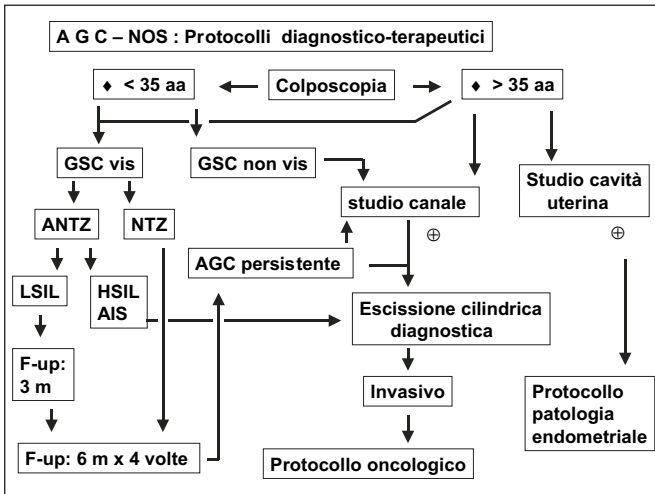 A G C – NOS : Protocolli diagnostico-terapeutici
♦ < 35 aa
Colposcopia
♦ > 35 aa
GSC vis
GSC non vis
Studio cavità
uterina
studio canale
⊕
⊕
ANTZ
NTZ
AGC persistente
LSIL
HSIL
AIS
Escissione cilindrica
diagnostica
F-up:
3 m
Invasivo
Protocollo
patologia
endometriale
F-up: 6 m x 4 volte
Protocollo oncologico